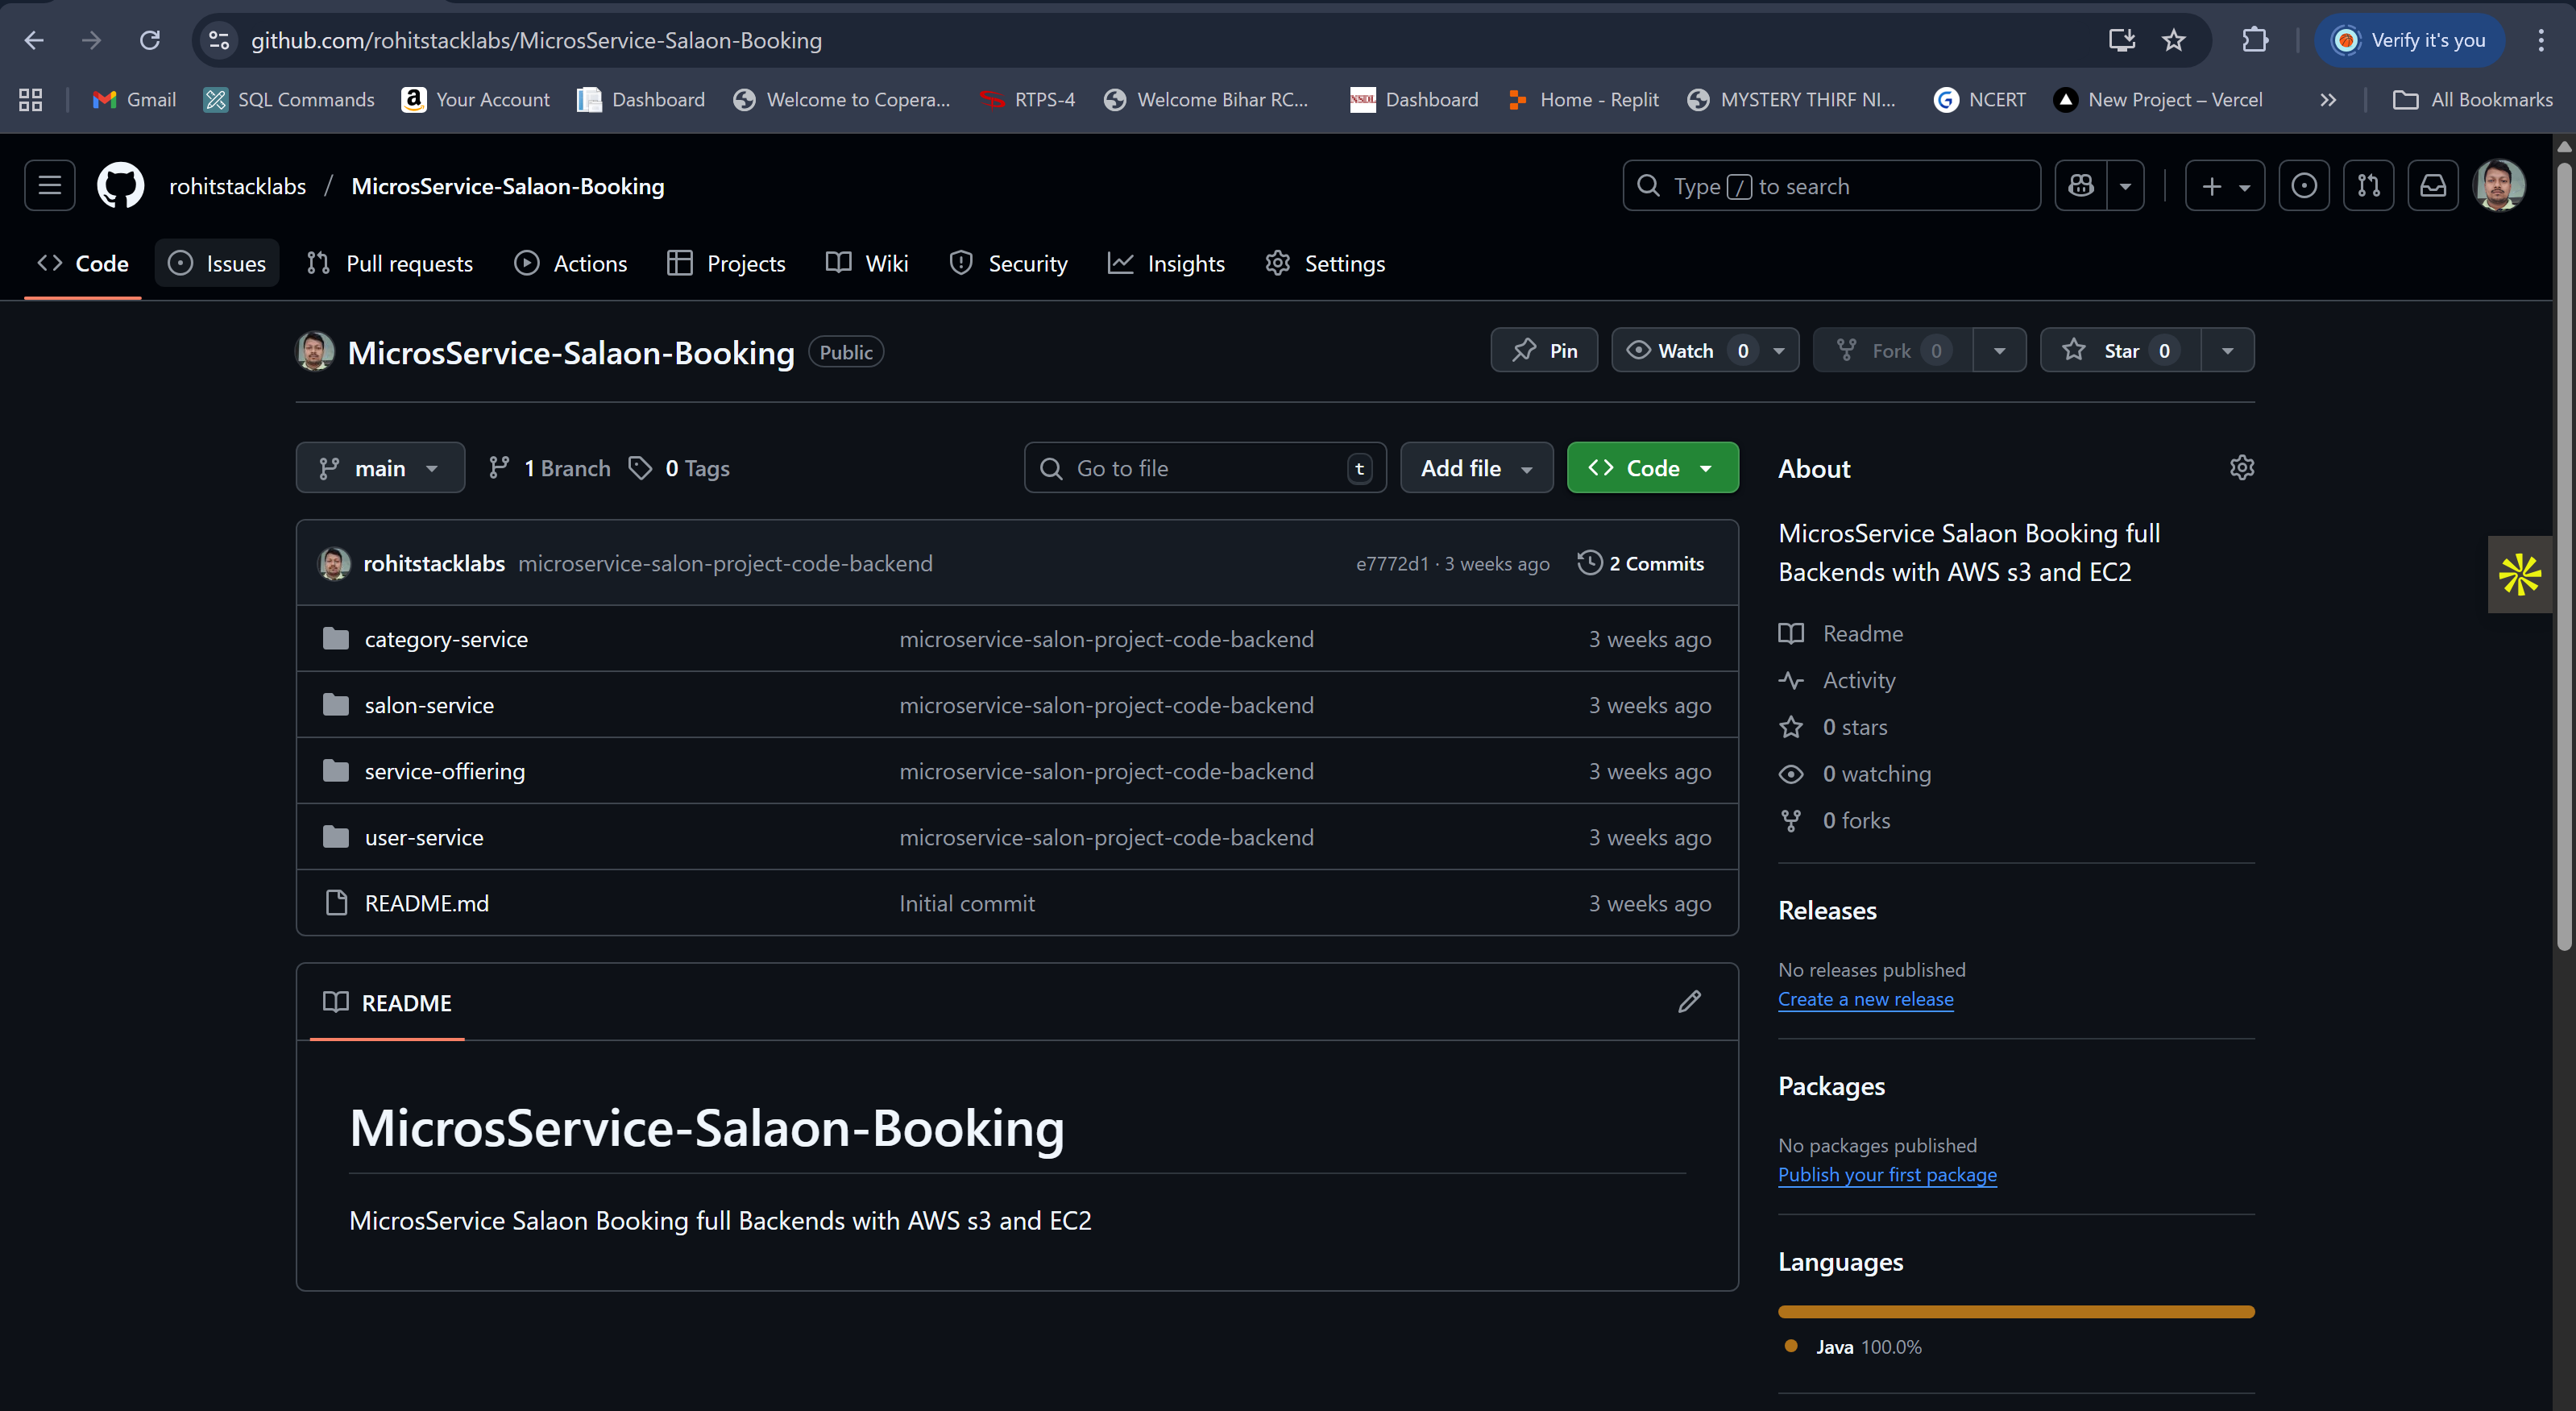 github.com/rohitstacklabs/MicrosService-Salaon-Booking
Verify it's you
Gmail
SQL Commands
Your Account
Dashboard
Welcome to Copera...
RTPS-4
Welcome Bihar RC...
NSDL
Dashboard
Home - Replit
MYSTERY THIRF NI...
NCERT
New Project – Vercel
All Bookmarks
rohitstacklabs / MicrosService-Salaon-Booking
Type / to search
Code
Issues
Pull requests
Actions
Projects
Wiki
Security
Insights
Settings
MicrosService-Salaon-Booking
Public
Pin
Watch 0
Fork 0
Star 0
main
1 Branch
0 Tags
Go to file
t
Add file
Code
rohitstacklabs microservice-salon-project-code-backend
e7772d1 · 3 weeks ago
2 Commits
category-service microservice-salon-project-code-backend 3 weeks ago
salon-service microservice-salon-project-code-backend 3 weeks ago
service-offiering microservice-salon-project-code-backend 3 weeks ago
user-service microservice-salon-project-code-backend 3 weeks ago
README.md Initial commit 3 weeks ago
README
MicrosService-Salaon-Booking
MicrosService Salaon Booking full Backends with AWS s3 and EC2
About
MicrosService Salaon Booking full
Backends with AWS s3 and EC2
Readme
Activity
0 stars
0 watching
0 forks
Releases
No releases published
Create a new release
Packages
No packages published
Publish your first package
Languages
Java 100.0%